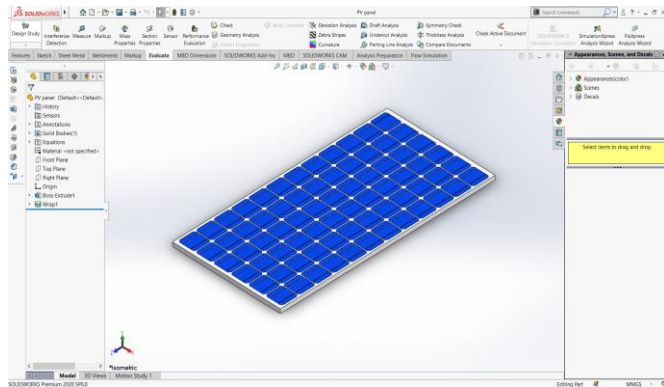 SOLIDWORKS
PV panel
Search Commands
Design Study
Interference Detection
Measure
Markup
Mass Properties
Section Properties
Sensor
Performance Evaluation
Check
Geometry Analysis
Import Diagnostics
Body Compare
Deviation Analysis
Zebra Stripes
Curvature
Draft Analysis
Undercut Analysis
Parting Line Analysis
Symmetry Check
Thickness Analysis
Compare Documents
Check Active Document
SimulationXpress Analysis Wizard
FloXpress Analysis Wizard
Features
Sketch
Sheet Metal
Weldments
Markup
Evaluate
MBD Dimensions
SOLIDWORKS Add-Ins
MBD
SOLIDWORKS CAM
Analysis Preparation
Flow Simulation
PV panel (Default<<Default>
History
Sensors
Annotations
Solid Bodies(1)
Equations
Material <not specified>
Front Plane
Top Plane
Right Plane
Origin
Boss-Extrude1
Wrap1
Appearances, Scenes, and Decals
Appearances(color)
Scenes
Decals
Select items to drag and drop.
*Isometric
Model
3D Views
Motion Study 1
SOLIDWORKS Premium 2020 SP0.0
Editing Part
MMGS